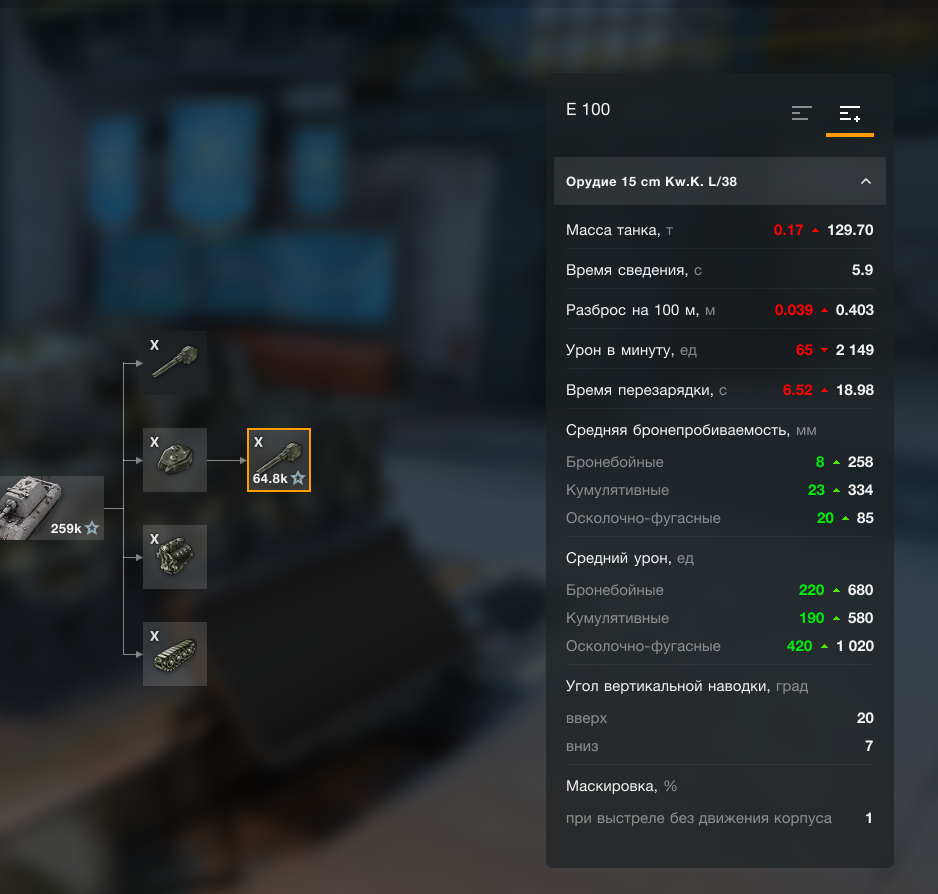 E 100
Орудие 15 cm Kw.K. L/38
Масса танка, т 0.17 129.70
Время сведения, с 5.9
Разброс на 100 м, м 0.039 0.403
Урон в минуту, ед 65 2 149
Время перезарядки, с 6.52 18.98
Средняя бронепробиваемость, мм
Бронебойные 8 258
Кумулятивные 23 334
Осколочно-фугасные 20 85
Средний урон, ед
Бронебойные 220 680
Кумулятивные 190 580
Осколочно-фугасные 420 1 020
Угол вертикальной наводки, град
вверх 20
вниз 7
Маскировка, %
при выстреле без движения корпуса 1
X
X
X
64.8k
259k
X
X